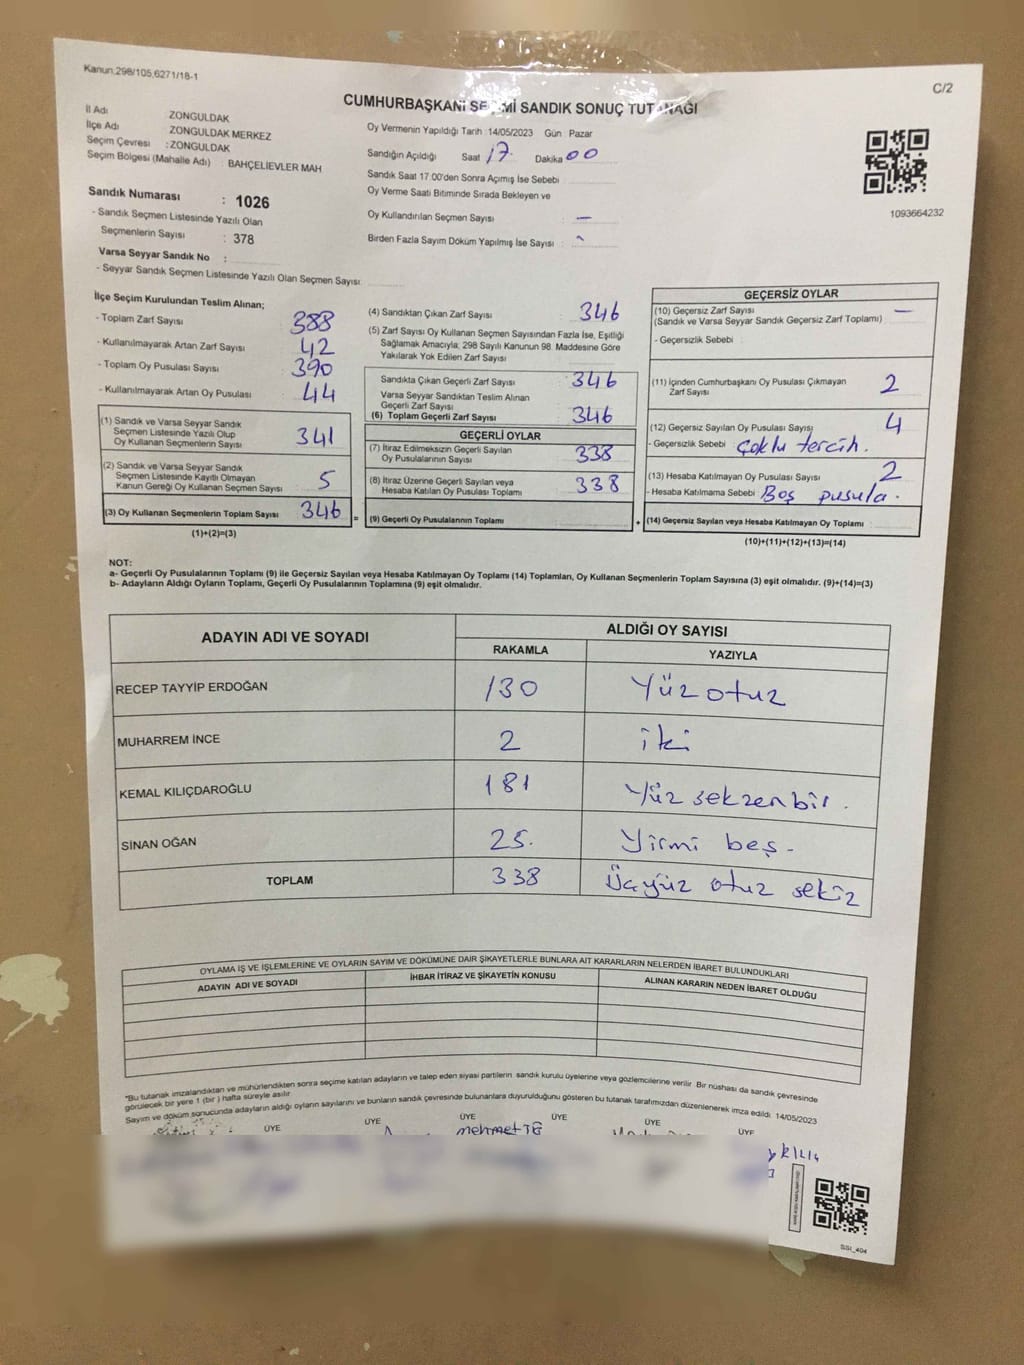 Kanun,298/105,6271/18-1
C/2
CUMHURBAŞKANI SEÇİMİ SANDIK SONUÇ TUTANAĞI
İl Adı ZONGULDAK
İlçe Adı ZONGULDAK MERKEZ
Seçim Çevresi : ZONGULDAK
Seçim Bölgesi (Mahalle Adı) : BAHÇELİEVLER MAH
Sandık Numarası : 1026
- Sandık Seçmen Listesinde Yazılı Olan
Seçmenlerin Sayısı : 378
Varsa Seyyar Sandık No :
- Seyyar Sandık Seçmen Listesinde Yazılı Olan Seçmen Sayısı
Oy Vermenin Yapıldığı Tarih :14/05/2023 Gün Pazar
Sandığın Açıldığı Saat 17 Dakika 00
Sandık Saat 17:00'den Sonra Açılmış İse Sebebi
Oy Verme Saati Bitiminde Sırada Bekleyen ve
Oy Kullandırılan Seçmen Sayısı : —
Birden Fazla Sayım Döküm Yapılmış İse Sayısı :
1093664232
İlçe Seçim Kurulundan Teslim Alınan;
- Toplam Zarf Sayısı 388
- Kullanılmayarak Artan Zarf Sayısı 42
- Toplam Oy Pusulası Sayısı 390
- Kullanılmayarak Artan Oy Pusulası 44
(1) Sandık ve Varsa Seyyar Sandık
Seçmen Listesinde Yazılı Olup
Oy Kullanan Seçmenlerin Sayısı 341
(2) Sandık ve Varsa Seyyar Sandık
Seçmen Listesinde Kayıtlı Olmayan
Kanun Gereği Oy Kullanan Seçmen Sayısı 5
(3) Oy Kullanan Seçmenlerin Toplam Sayısı 346
(1)+(2)=(3)
(4) Sandıktan Çıkan Zarf Sayısı 346
(5) Zarf Sayısı Oy Kullanan Seçmen Sayısından Fazla İse, Eşitliği
Sağlamak Amacıyla; 298 Sayılı Kanunun 98. Maddesine Göre
Yakılarak Yok Edilen Zarf Sayısı
Sandıkta Çıkan Geçerli Zarf Sayısı 346
Varsa Seyyar Sandıktan Teslim Alınan
Geçerli Zarf Sayısı
(6) Toplam Geçerli Zarf Sayısı 346
GEÇERLİ OYLAR
(7) İtiraz Edilmeksizin Geçerli Sayılan
Oy Pusulalarının Sayısı 338
(8) İtiraz Üzerine Geçerli Sayılan veya
Hesaba Katılan Oy Pusulası Toplamı 338
= (9) Geçerli Oy Pusulalarının Toplamı +
GEÇERSİZ OYLAR
(10) Geçersiz Zarf Sayısı —
(Sandık ve Varsa Seyyar Sandık Geçersiz Zarf Toplamı)
- Geçersizlik Sebebi :
(11) İçinden Cumhurbaşkanı Oy Pusulası Çıkmayan
Zarf Sayısı 2
(12) Geçersiz Sayılan Oy Pusulası Sayısı 4
- Geçersizlik Sebebi : Çoklu tercih.
(13) Hesaba Katılmayan Oy Pusulası Sayısı 2
- Hesaba Katılmama Sebebi : Boş pusula.
(14) Geçersiz Sayılan veya Hesaba Katılmayan Oy Toplamı
(10)+(11)+(12)+(13)=(14)
NOT:
a- Geçerli Oy Pusulalarının Toplamı (9) ile Geçersiz Sayılan veya Hesaba Katılmayan Oy Toplamı (14) Toplamları, Oy Kullanan Seçmenlerin Toplam Sayısına (3) eşit olmalıdır. (9)+(14)=(3)
b- Adayların Aldığı Oyların Toplamı, Geçerli Oy Pusulalarının Toplamına (9) eşit olmalıdır.
ADAYIN ADI VE SOYADI ALDIĞI OY SAYISI
RAKAMLA YAZIYLA
RECEP TAYYİP ERDOĞAN 130 Yüz otuz
MUHARREM İNCE 2 iki
KEMAL KILIÇDAROĞLU 181 Yüz seksen bir.
SİNAN OĞAN 25. Yirmi beş.
TOPLAM 338 Üçyüz otuz sekiz
OYLAMA İŞ VE İŞLEMLERİNE VE OYLARIN SAYIM VE DÖKÜMÜNE DAİR ŞİKAYETLERLE BUNLARA AİT KARARLARIN NELERDEN İBARET BULUNDUKLARI
ADAYIN ADI VE SOYADI İHBAR İTİRAZ VE ŞİKAYETİN KONUSU ALINAN KARARIN NEDEN İBARET OLDUĞU
"Bu tutanak imzalandıktan ve mühürlendikten sonra seçime katılan adayların ve talep eden siyasi partilerin sandık kurulu üyelerine veya gözlemcilerine verilir. Bir nüshası da sandık çevresinde
görülecek bir yere 1 (bir) hafta süreyle asılır
Sayım ve döküm sonucunda adayların aldığı oyların sayılarını ve bunların sandık çevresinde bulunanlara duyurulduğunu gösteren bu tutanak tarafımızdan düzenlenerek imza edildi. 14/05/2023
ÜYE ÜYE ÜYE ÜYE ÜYE
SSI_404